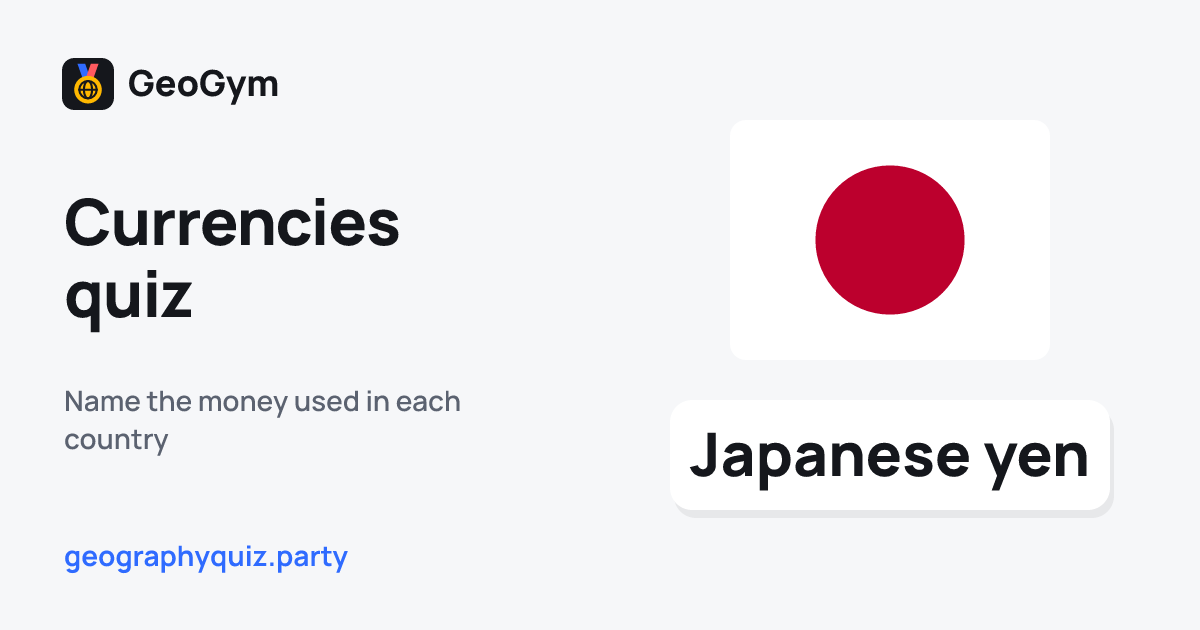 GeoGym
Currencies
quiz
Name the money used in each
country
geographyquiz.party
Japanese yen